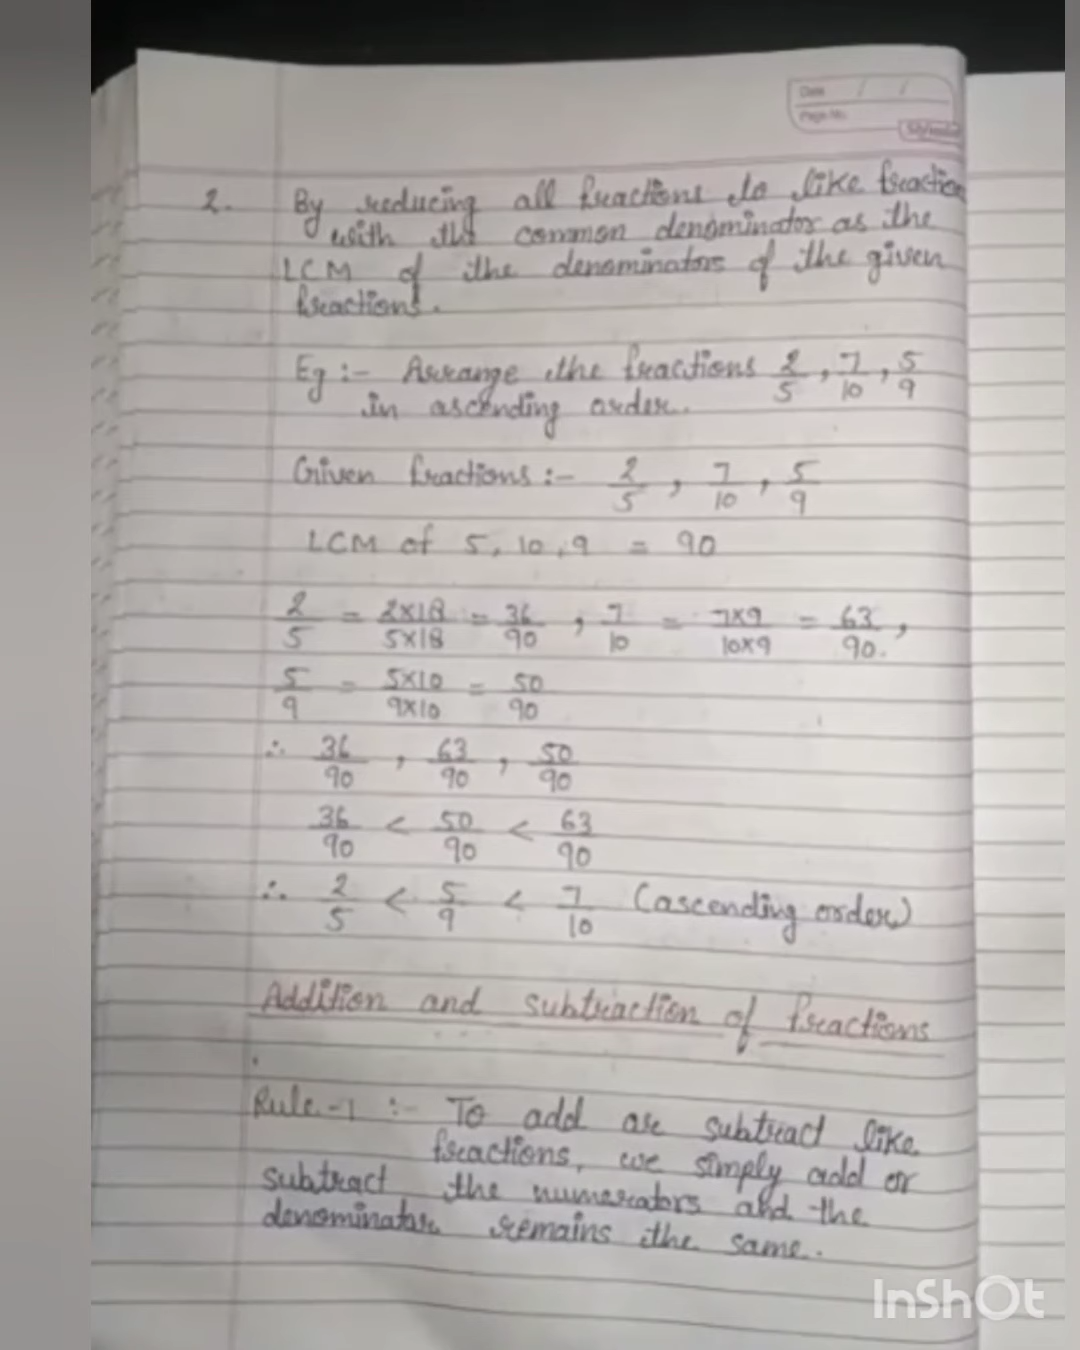 Date / /
Page No.
2. By reducing all fractions to like fraction
with the common denominator as the
LCM of the denominators of the given
fractions.
Eg :- Arrange the fractions 2/5, 7/10, 5/9
in ascending order.
Given fractions :- 2/5, 7/10, 5/9
LCM of 5, 10, 9 = 90
2/5 = 2×18/5×18 = 36/90, 7/10 = 7×9/10×9 = 63/90,
5/9 = 5×10/9×10 = 50/90
∴ 36/90, 63/90, 50/90
36/90 < 50/90 < 63/90
∴ 2/5 < 5/9 < 7/10 (ascending order)
Addition and subtraction of fractions
Rule-1 :- To add or subtract like
fractions, we simply add or
subtract the numerators and the
denominator remains the same.
InShOt